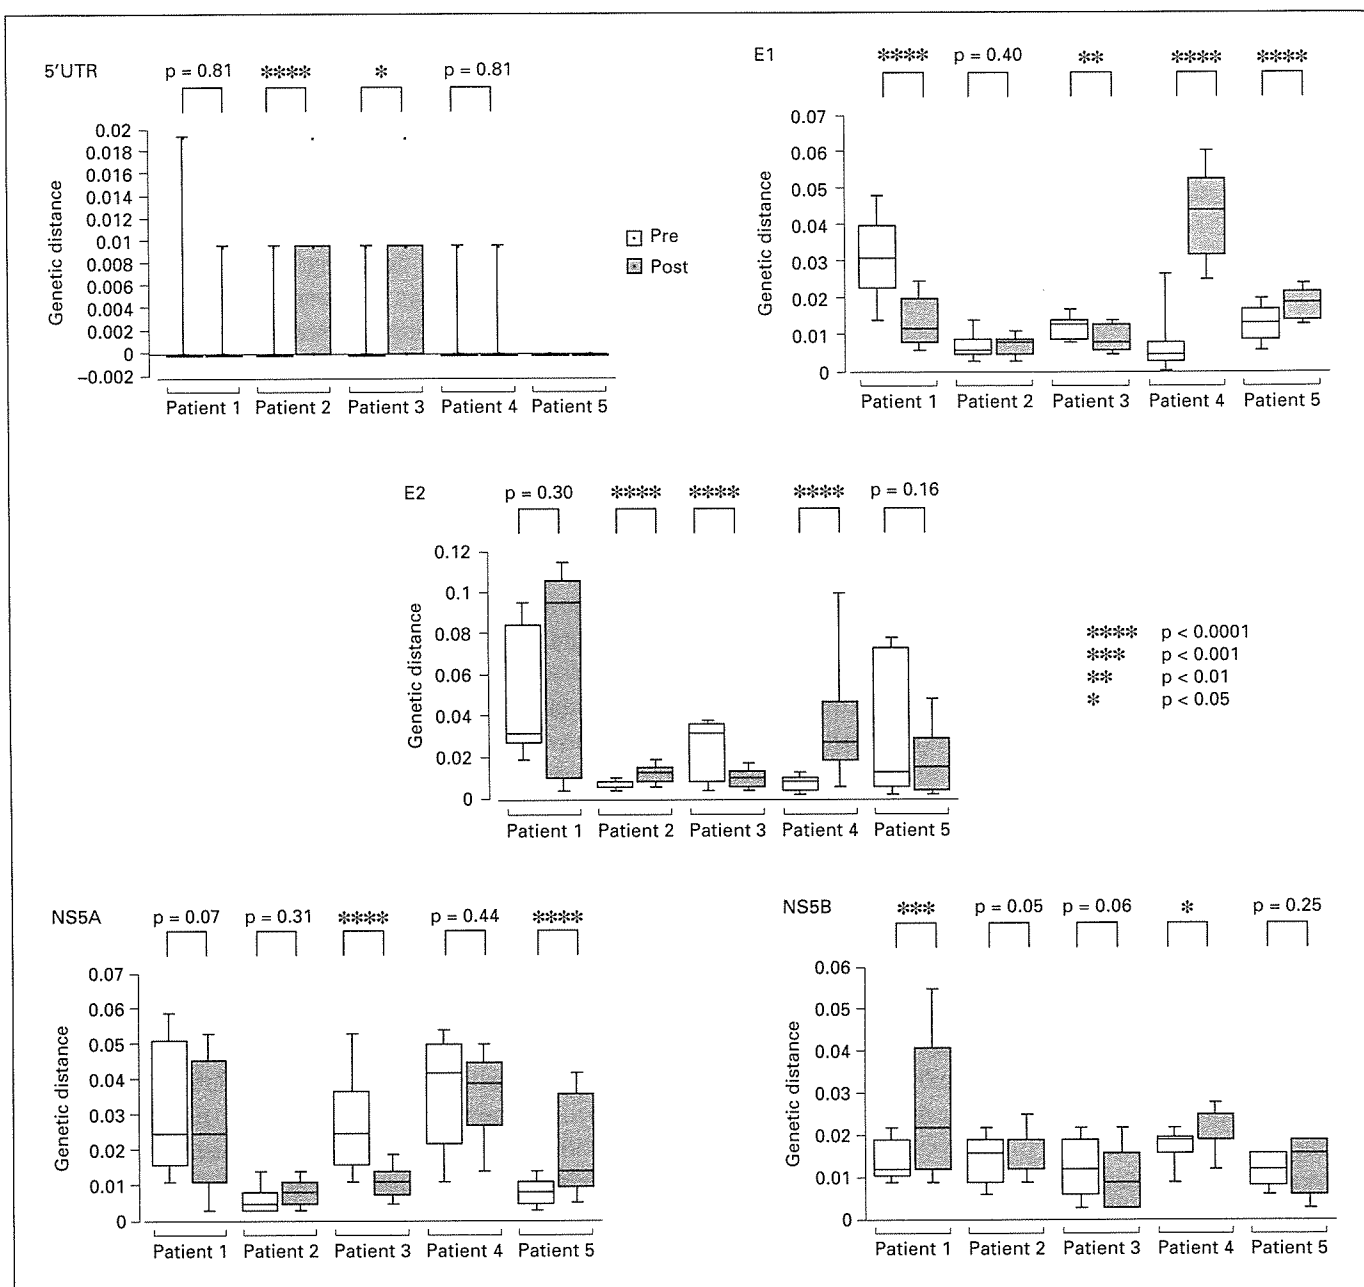 5′UTR
p = 0.81 **** * p = 0.81
Genetic distance
0.02
0.018
0.016
0.014
0.012
0.01
0.008
0.006
0.004
0.002
0
–0.002
Patient 1 Patient 2 Patient 3 Patient 4 Patient 5
Pre
Post
E1
**** p = 0.40 ** **** ****
Genetic distance
0.07
0.06
0.05
0.04
0.03
0.02
0.01
0
Patient 1 Patient 2 Patient 3 Patient 4 Patient 5
E2
p = 0.30 **** **** **** p = 0.16
Genetic distance
0.12
0.1
0.08
0.06
0.04
0.02
0
Patient 1 Patient 2 Patient 3 Patient 4 Patient 5
**** p < 0.0001
*** p < 0.001
** p < 0.01
* p < 0.05
NS5A
p = 0.07 p = 0.31 **** p = 0.44 ****
Genetic distance
0.07
0.06
0.05
0.04
0.03
0.02
0.01
0
Patient 1 Patient 2 Patient 3 Patient 4 Patient 5
NS5B
*** p = 0.05 p = 0.06 * p = 0.25
Genetic distance
0.06
0.05
0.04
0.03
0.02
0.01
0
Patient 1 Patient 2 Patient 3 Patient 4 Patient 5